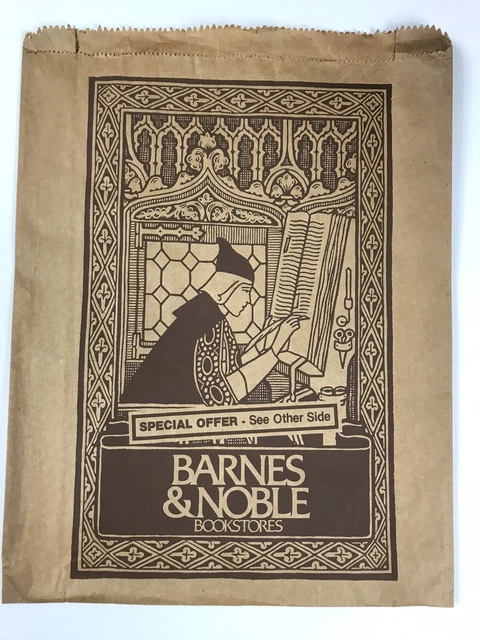 SPECIAL OFFER - See Other Side
BARNES
& NOBLE
BOOKSTORES